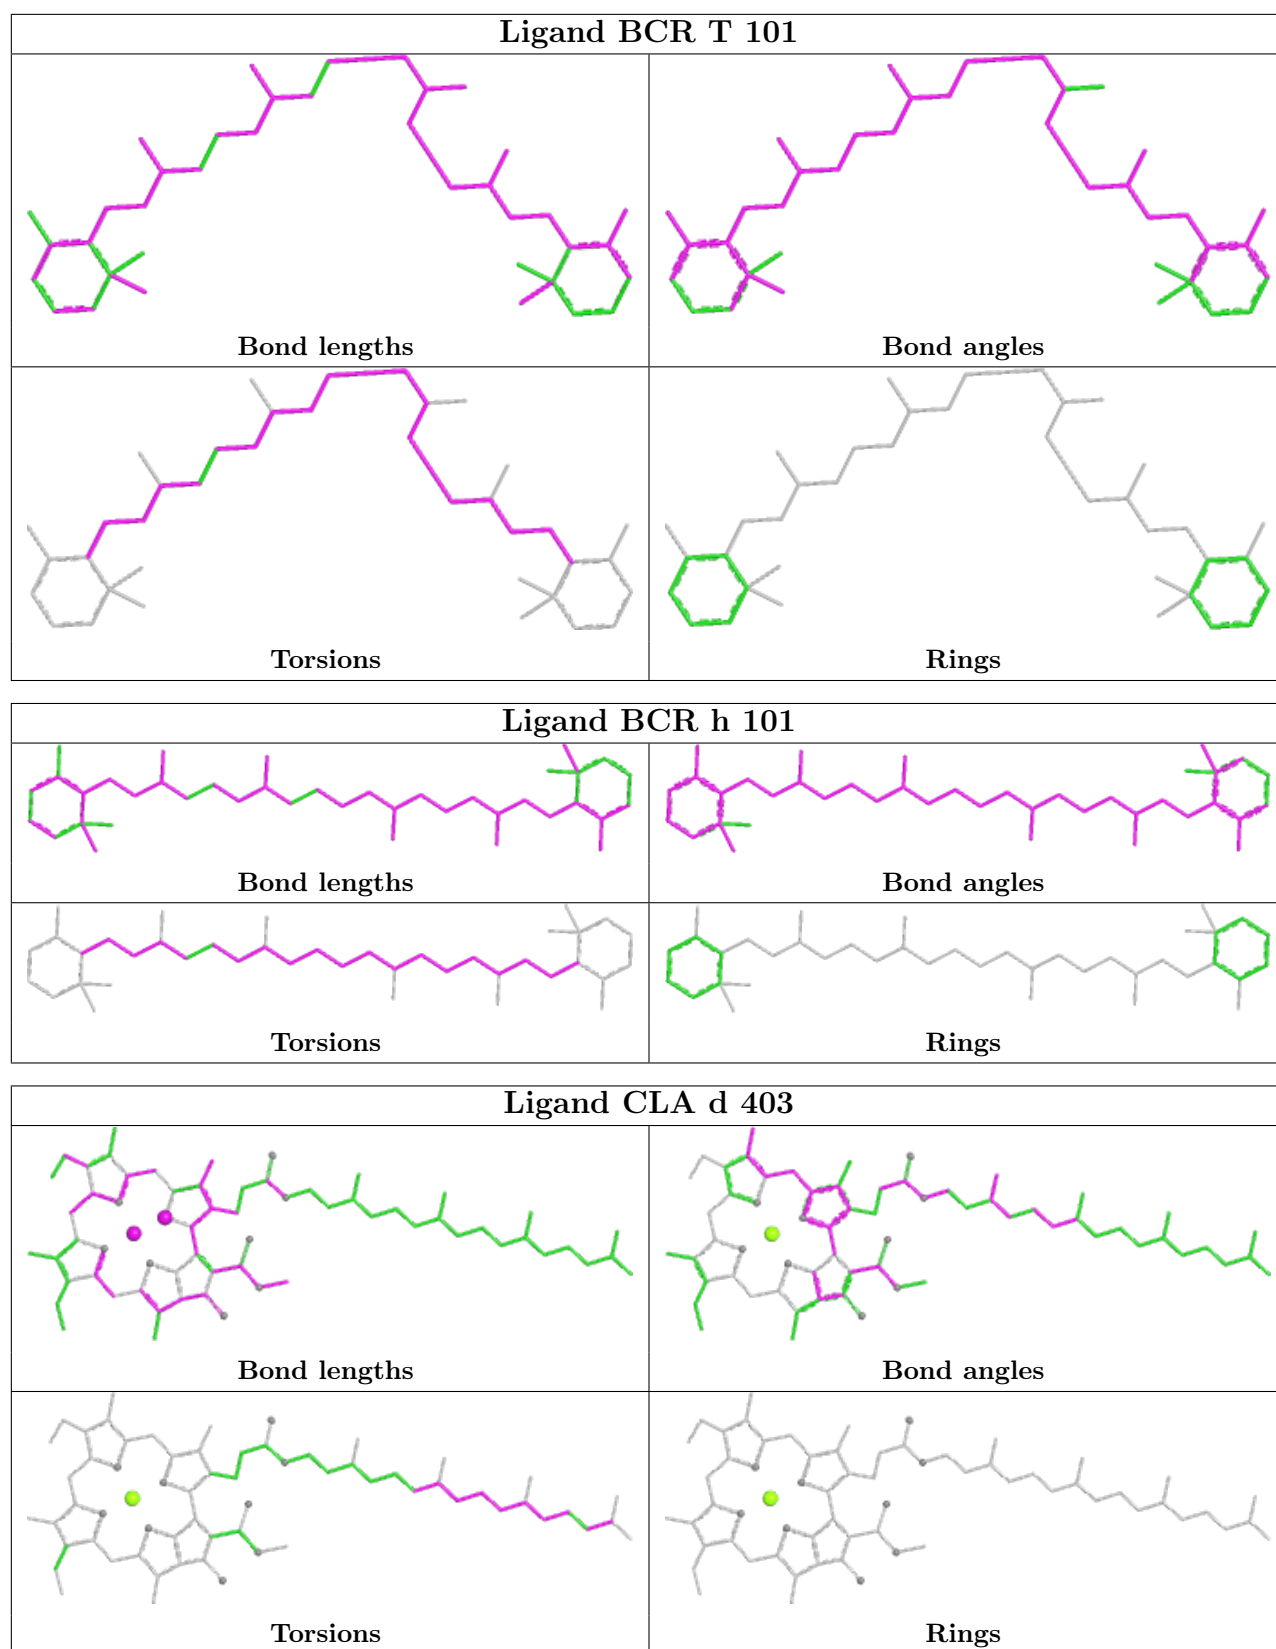 Ligand BCR T 101
Bond lengths
Bond angles
Torsions
Rings
Ligand BCR h 101
Bond lengths
Bond angles
Torsions
Rings
Ligand CLA d 403
Bond lengths
Bond angles
Torsions
Rings